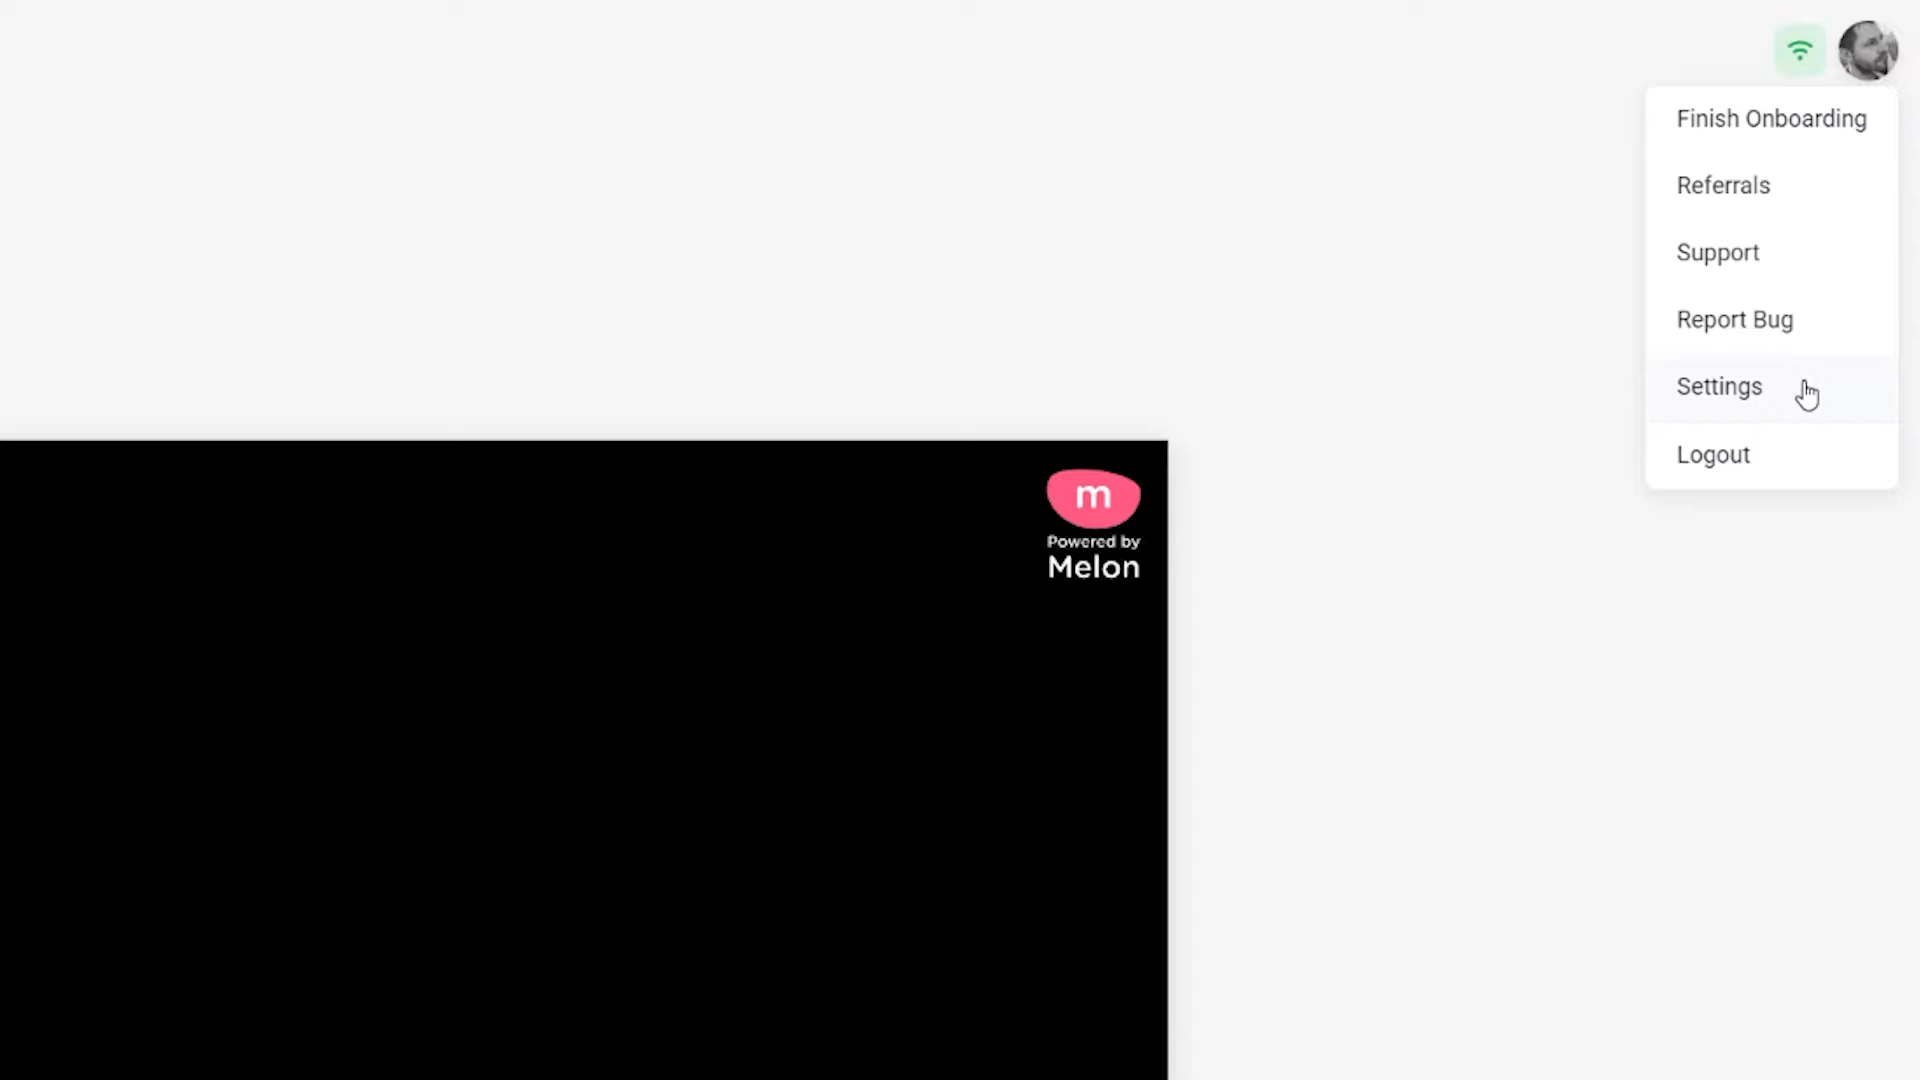 Finish Onboarding
Referrals
Support
Report Bug
Settings
Logout
m
Powered by
Melon